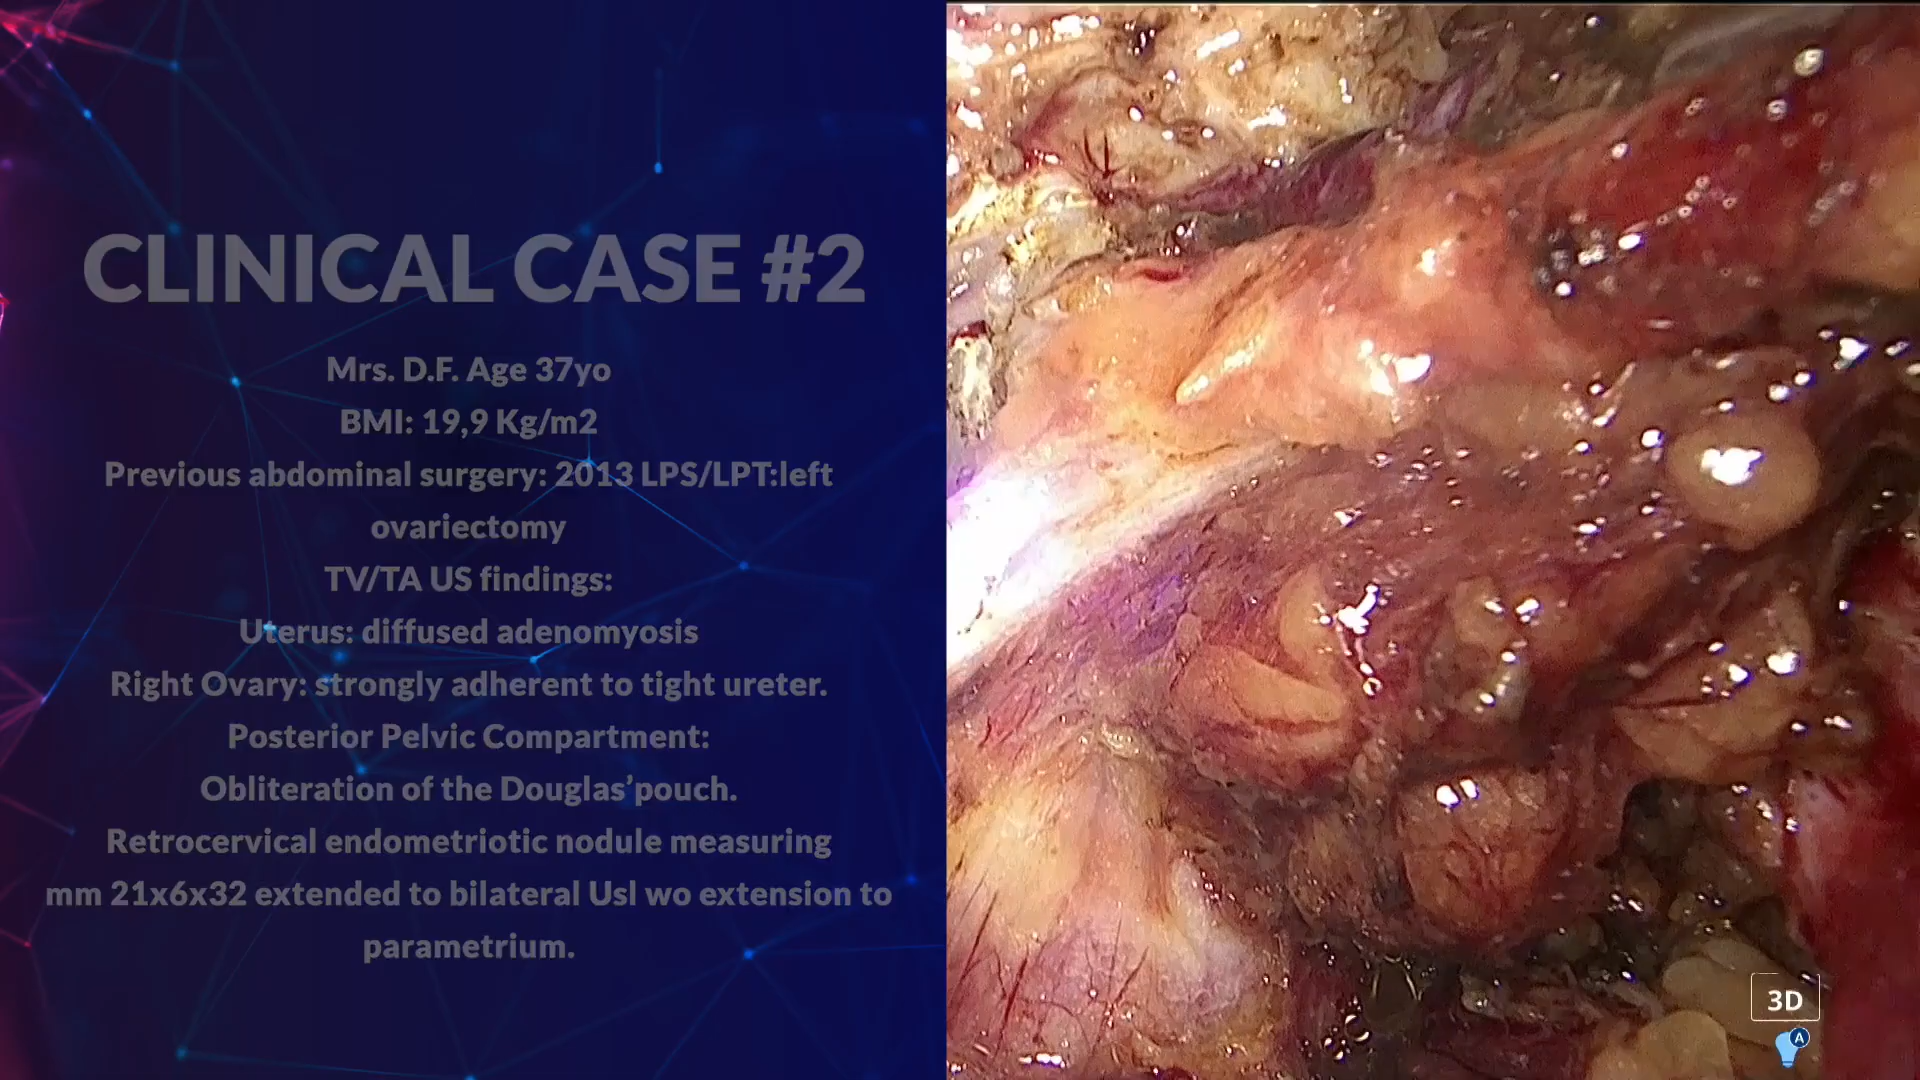 CLINICAL CASE #2
Mrs. D.F. Age 37yo
BMI: 19,9 Kg/m2
Previous abdominal surgery: 2013 LPS/LPT:left
ovariectomy
TV/TA US findings:
Uterus: diffused adenomyosis
Right Ovary: strongly adherent to tight ureter.
Posterior Pelvic Compartment:
Obliteration of the Douglas’pouch.
Retrocervical endometriotic nodule measuring
mm 21x6x32 extended to bilateral Usl wo extension to
parametrium.
3D
A